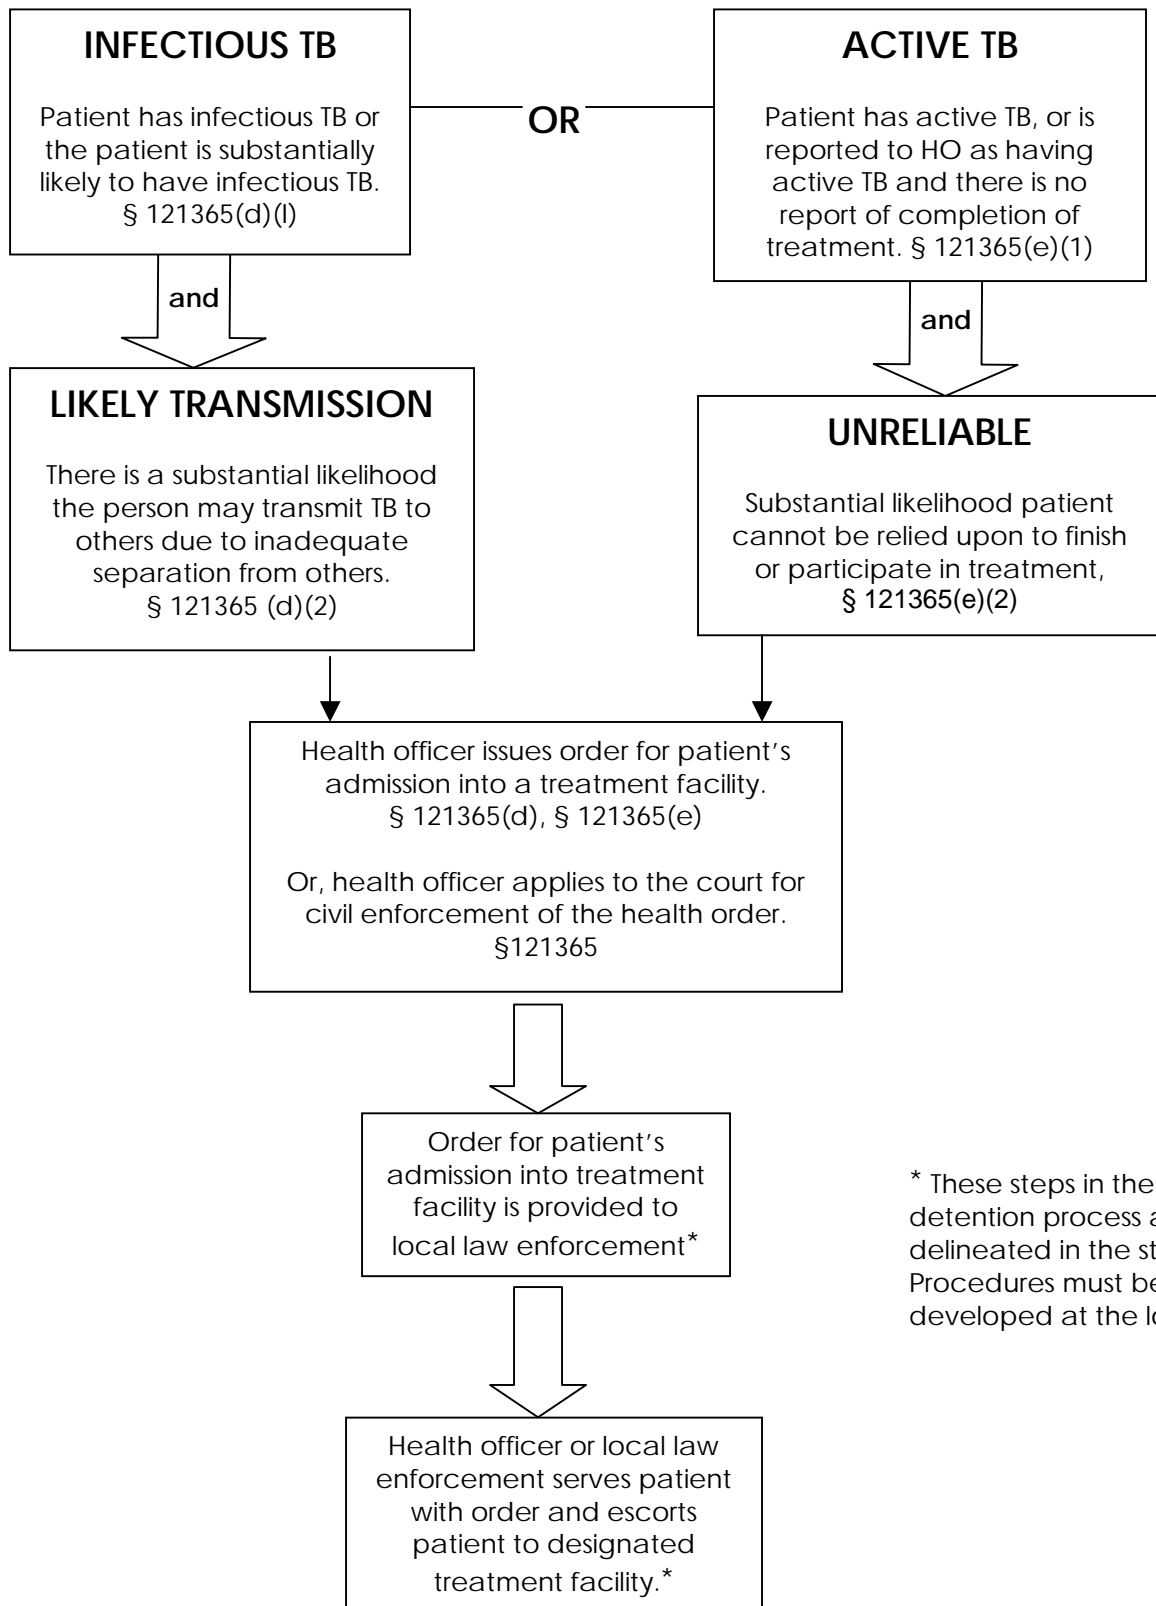 INFECTIOUS TB
Patient has infectious TB or
the patient is substantially
likely to have infectious TB.
§ 121365(d)(l)
OR
ACTIVE TB
Patient has active TB, or is
reported to HO as having
active TB and there is no
report of completion of
treatment. § 121365(e)(1)
and
and
LIKELY TRANSMISSION
There is a substantial likelihood
the person may transmit TB to
others due to inadequate
separation from others.
§ 121365 (d)(2)
UNRELIABLE
Substantial likelihood patient
cannot be relied upon to finish
or participate in treatment,
§ 121365(e)(2)
Health officer issues order for patient's
admission into a treatment facility.
§ 121365(d), § 121365(e)
Or, health officer applies to the court for
civil enforcement of the health order.
§121365
Order for patient's
admission into treatment
facility is provided to
local law enforcement*
* These steps in the
detention process
delineated in the
Procedures must be
developed at the
Health officer or local law
enforcement serves patient
with order and escorts
patient to designated
treatment facility.*